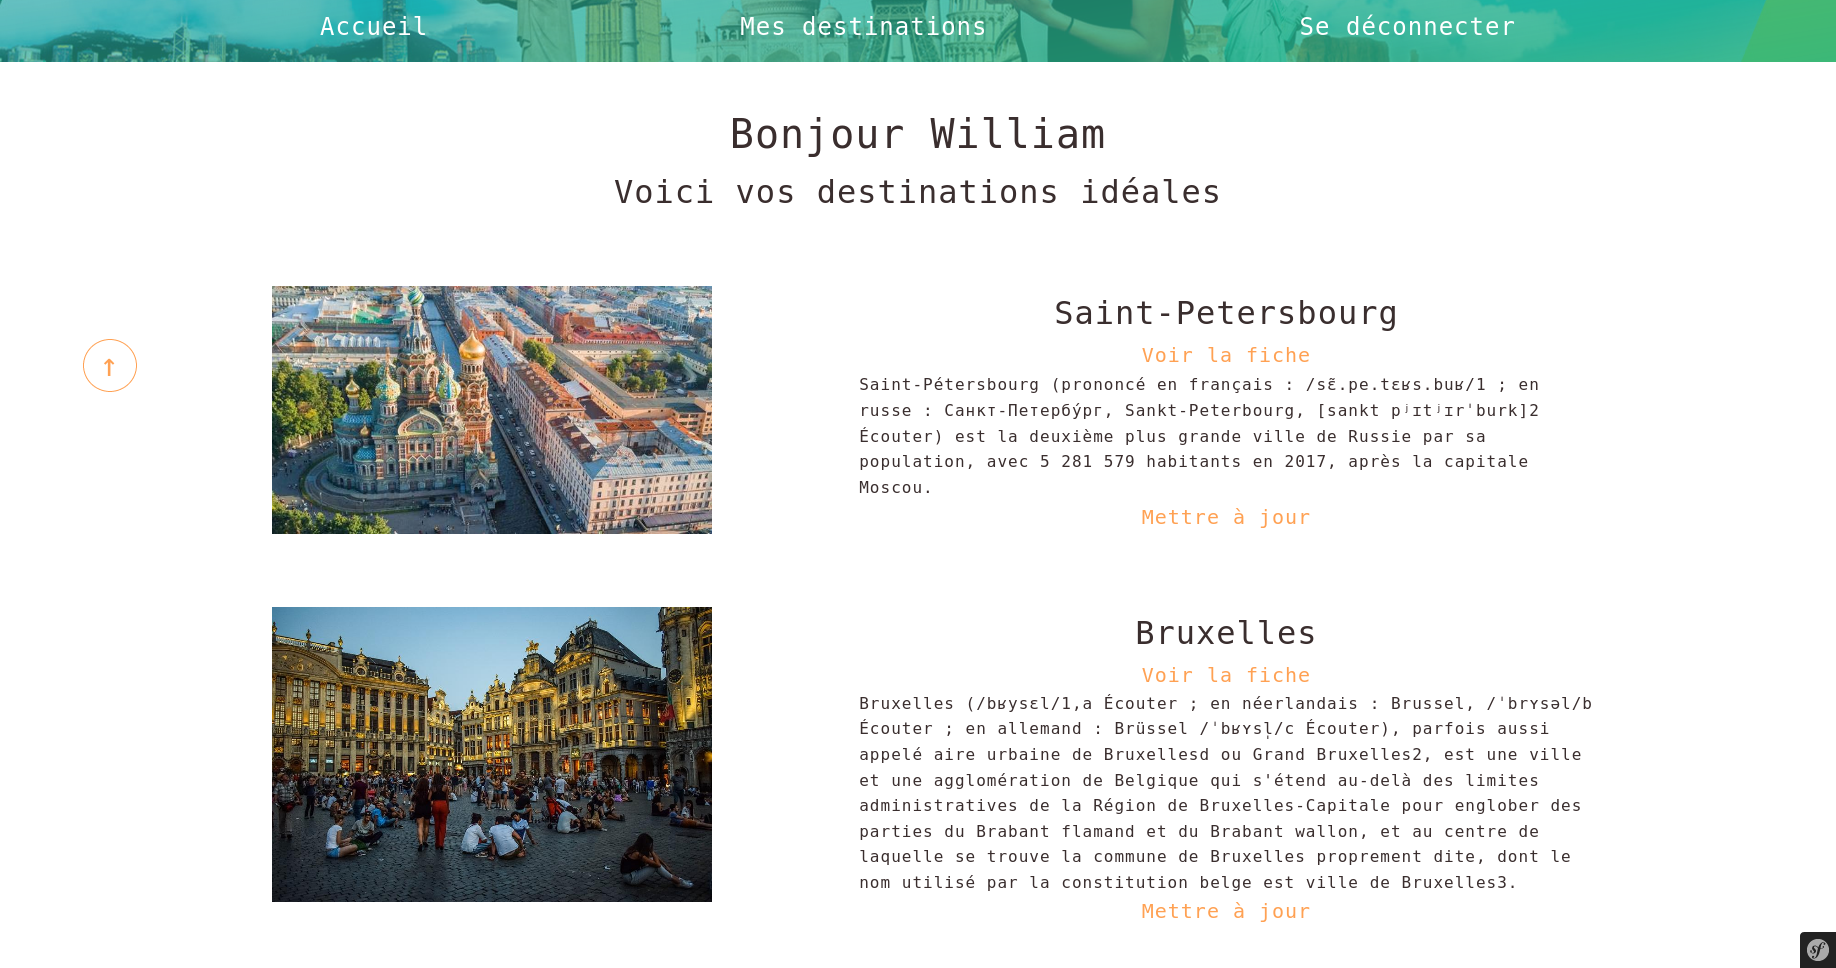 Accueil Mes destinations Se déconnecter
Bonjour William
Voici vos destinations idéales
↑
Saint-Petersbourg
Voir la fiche
Saint-Pétersbourg (prononcé en français : /sɛ̃.pe.tɛʁs.buʁ/1 ; en
russe : Санкт-Петербу́рг, Sankt-Peterbourg, [sankt pʲɪtʲɪrˈburk]2
Écouter) est la deuxième plus grande ville de Russie par sa
population, avec 5 281 579 habitants en 2017, après la capitale
Moscou.
Mettre à jour
Bruxelles
Voir la fiche
Bruxelles (/bʁysɛl/1,a Écouter ; en néerlandais : Brussel, /ˈbrʏsəl/b
Écouter ; en allemand : Brüssel /ˈbʁʏsl̩/c Écouter), parfois aussi
appelé aire urbaine de Bruxellesd ou Grand Bruxelles2, est une ville
et une agglomération de Belgique qui s'étend au-delà des limites
administratives de la Région de Bruxelles-Capitale pour englober des
parties du Brabant flamand et du Brabant wallon, et au centre de
laquelle se trouve la commune de Bruxelles proprement dite, dont le
nom utilisé par la constitution belge est ville de Bruxelles3.
Mettre à jour
sf